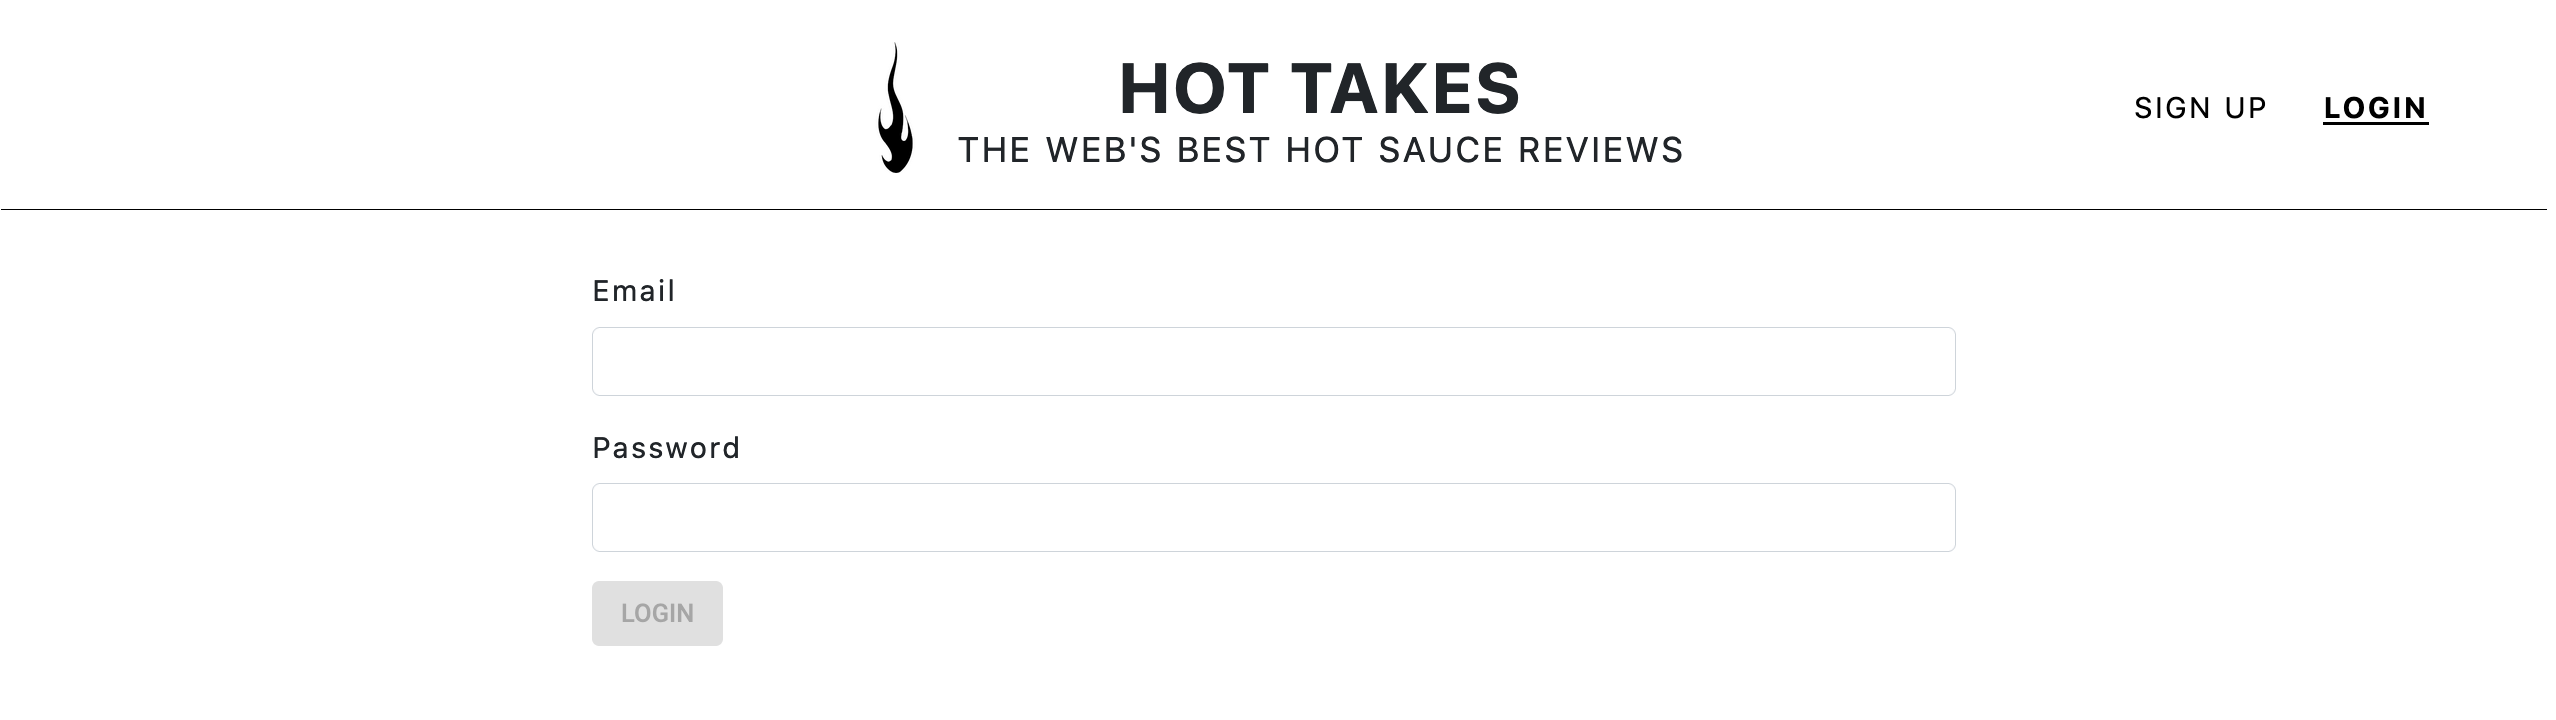 HOT TAKES
THE WEB'S BEST HOT SAUCE REVIEWS
SIGN UP
LOGIN
Email
Password
LOGIN